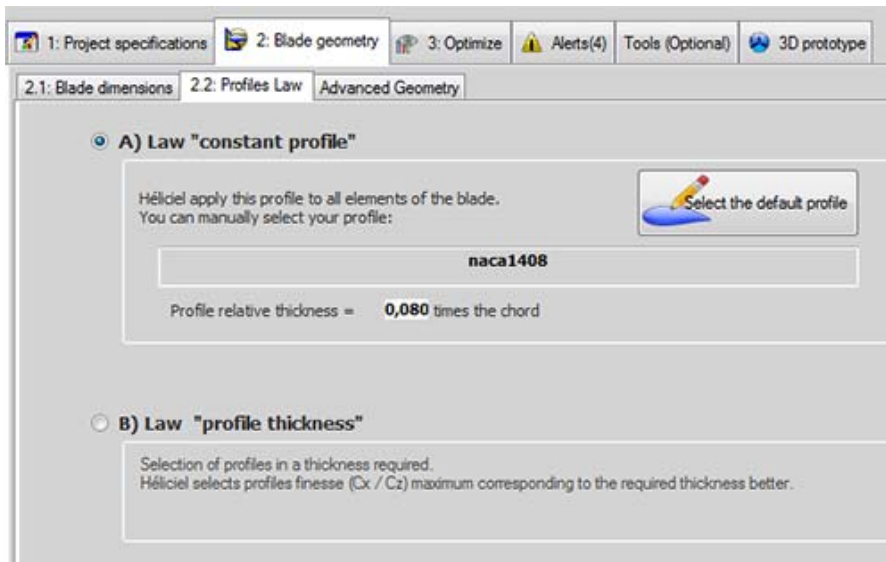 1: Project specifications 2: Blade geometry 3: Optimize Alerts(4) Tools (Optional) 3D prototype
2.1: Blade dimensions 2.2: Profiles Law Advanced Geometry
A) Law "constant profile"
Héliciel apply this profile to all elements of the blade.
You can manually select your profile:
Select the default profile
naca1408
Profile relative thickness = 0,080 times the chord
B) Law "profile thickness"
Selection of profiles in a thickness required.
Héliciel selects profiles finesse (Cx / Cz) maximum corresponding to the required thickness better.